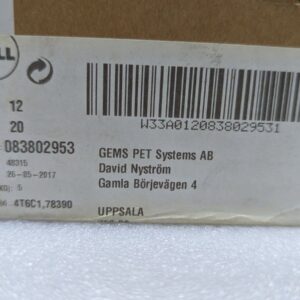 W33A0120838029531
12
20
083802953
48315
26-05-2017
5
4T6C1,78390
GEMS PET Systems AB
David Nyström
Gamla Börjevägen 4
UPPSALA